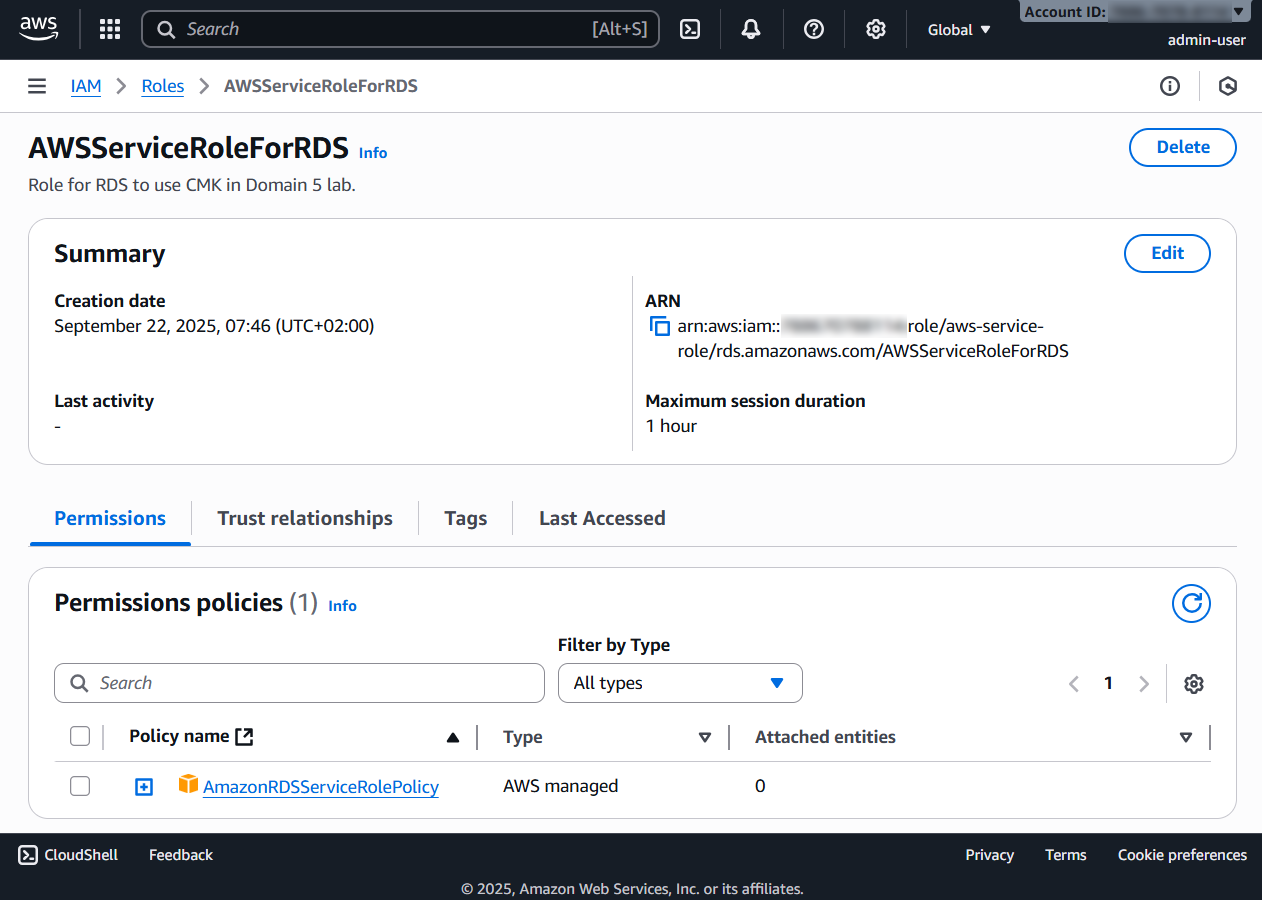 aws
Search [Alt+S]
Global
Account ID:
admin-user
IAM > Roles > AWSServiceRoleForRDS
AWSServiceRoleForRDS Info
Delete
Role for RDS to use CMK in Domain 5 lab.
Summary
Edit
Creation date
September 22, 2025, 07:46 (UTC+02:00)
ARN
arn:aws:iam:: role/aws-service-
role/rds.amazonaws.com/AWSServiceRoleForRDS
Last activity
-
Maximum session duration
1 hour
Permissions Trust relationships Tags Last Accessed
Permissions policies (1) Info
Filter by Type
Search All types 1
Policy name Type Attached entities
AmazonRDSServiceRolePolicy AWS managed 0
CloudShell Feedback Privacy Terms Cookie preferences
© 2025, Amazon Web Services, Inc. or its affiliates.